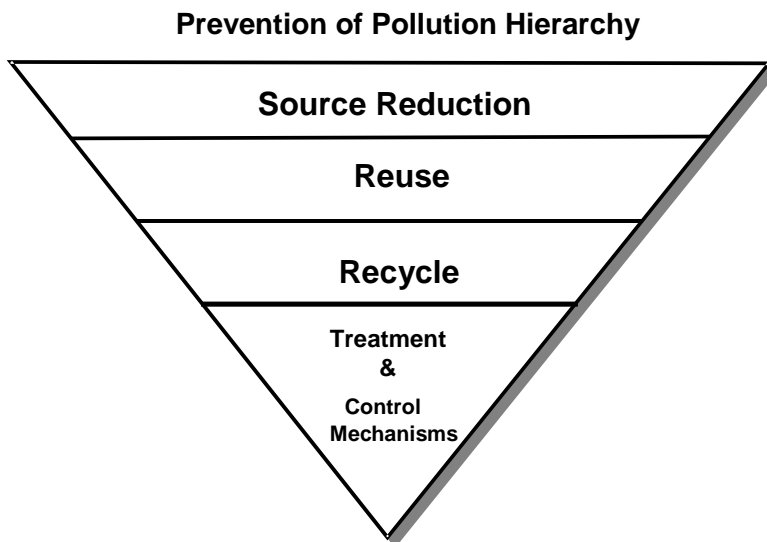 Prevention of Pollution Hierarchy
Source Reduction
Reuse
Recycle
Treatment
&
Control
Mechanisms